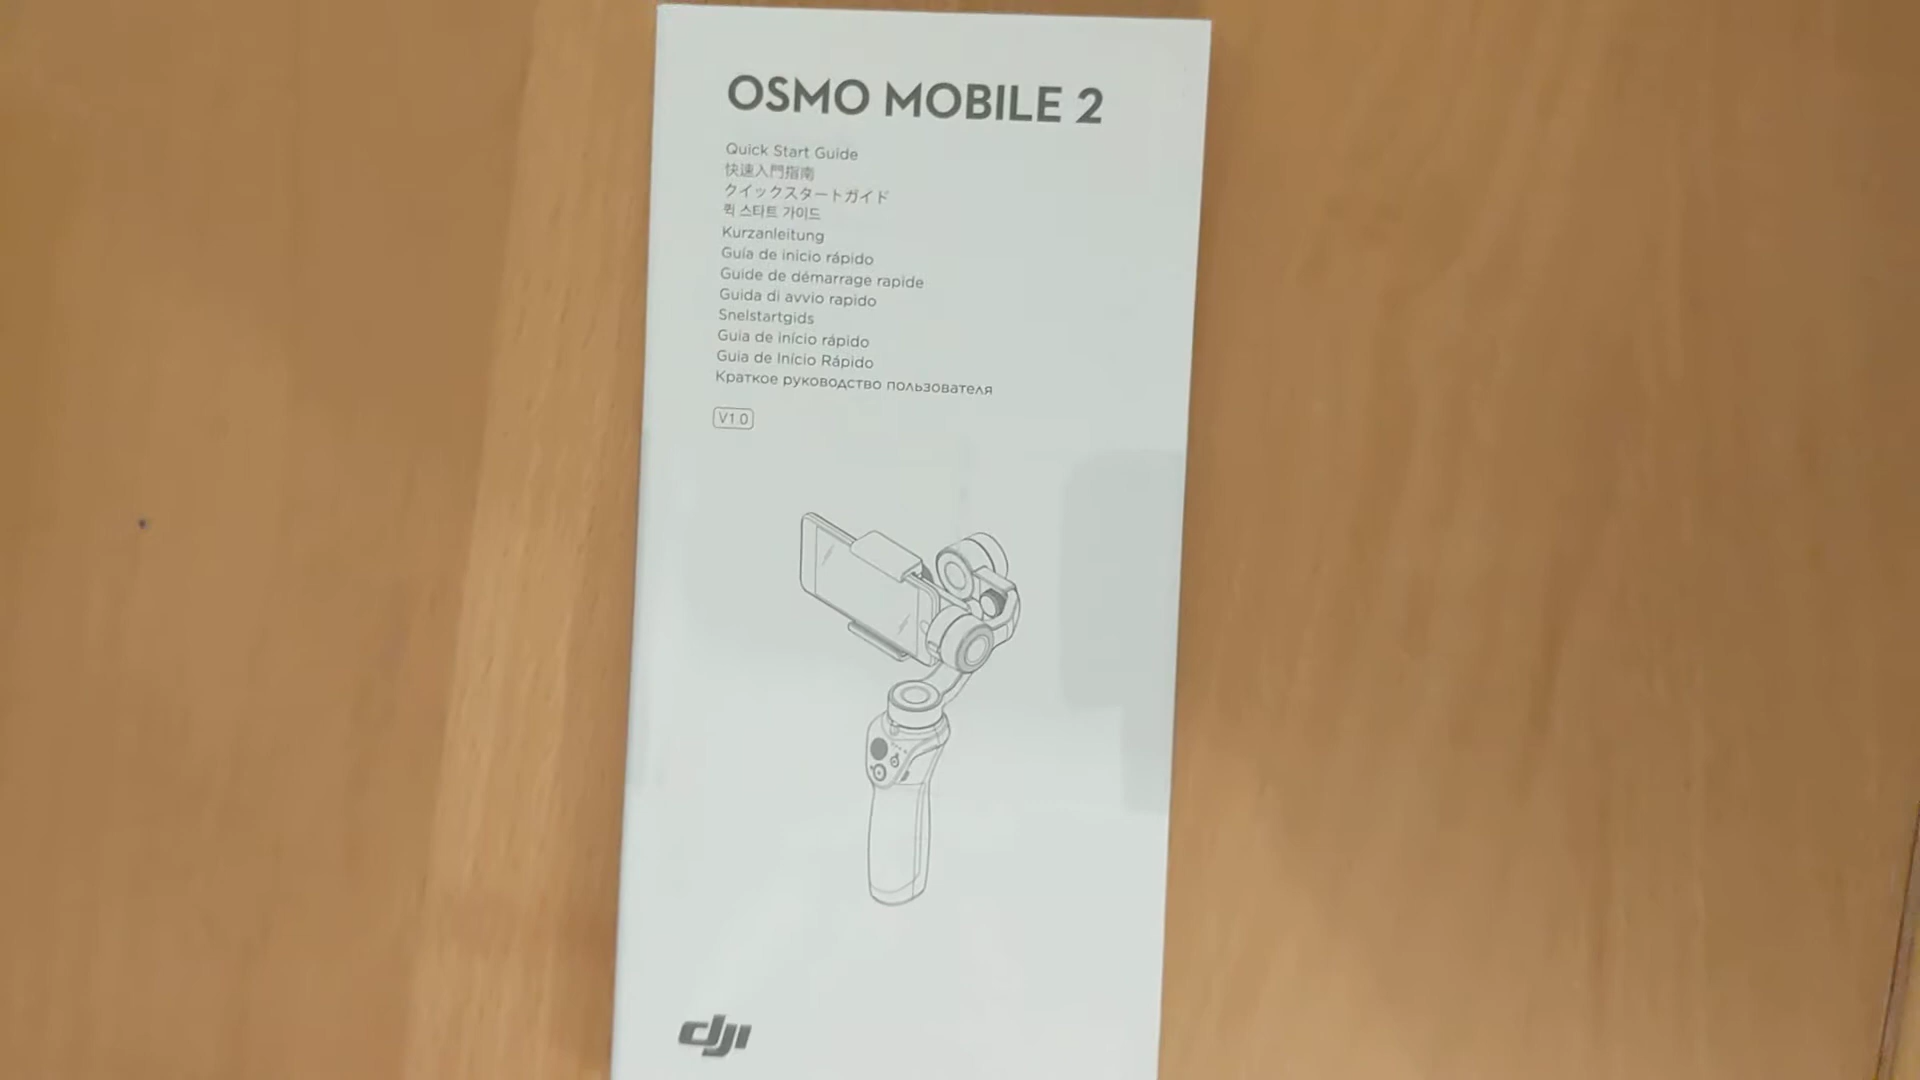 OSMO MOBILE 2
Quick Start Guide
快速入門指南
クイックスタートガイド
퀵 스타트 가이드
Kurzanleitung
Guía de inicio rápido
Guide de démarrage rapide
Guida di avvio rapido
Snelstartgids
Guia de início rápido
Guia de Início Rápido
Краткое руководство пользователя
V1.0
dji